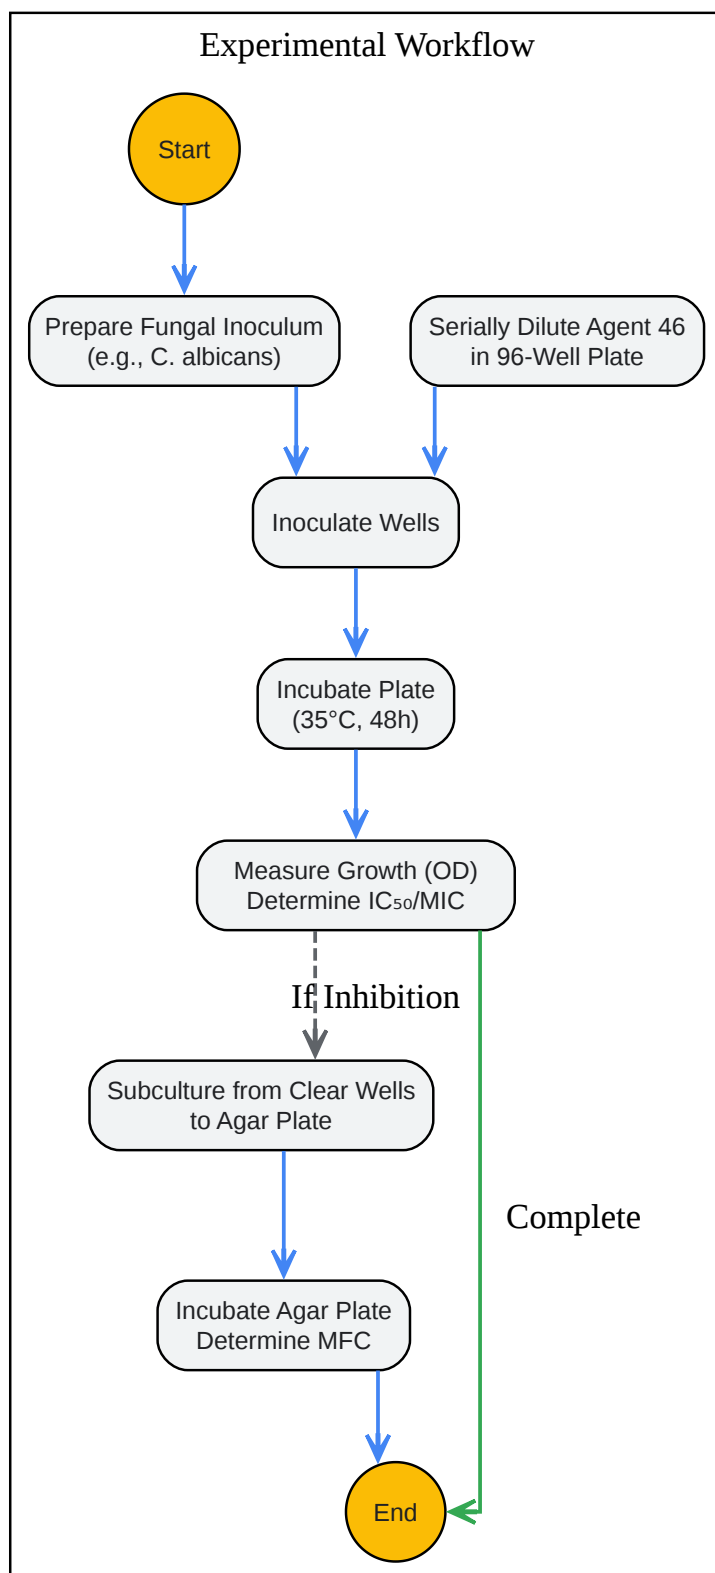 Experimental Workflow
Start
Prepare Fungal Inoculum
(e.g., C. albicans)
Serially Dilute Agent 46
in 96-Well Plate
Inoculate Wells
Incubate Plate
(35°C, 48h)
Measure Growth (OD)
Determine IC₅₀/MIC
If Inhibition
Subculture from Clear Wells
to Agar Plate
Complete
Incubate Agar Plate
Determine MFC
End